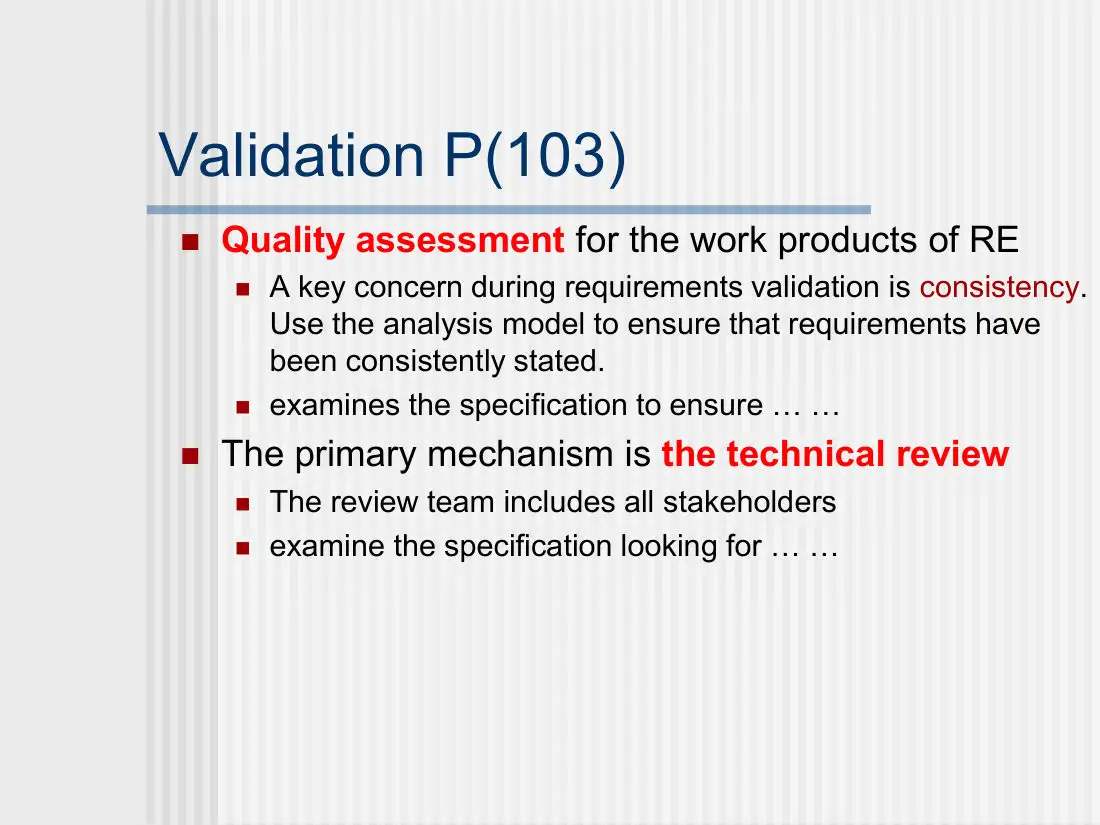 Validation P(103)
Quality assessment for the work products of RE
A key concern during requirements validation is consistency.
Use the analysis model to ensure that requirements have
been consistently stated.
examines the specification to ensure … …
The primary mechanism is the technical review
The review team includes all stakeholders
examine the specification looking for … …